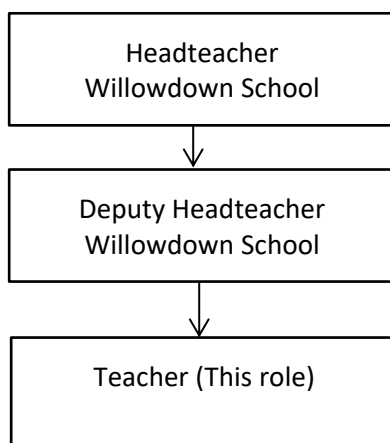 Headteacher
Willowdown School
Deputy Headteacher
Willowdown School
Teacher (This role)